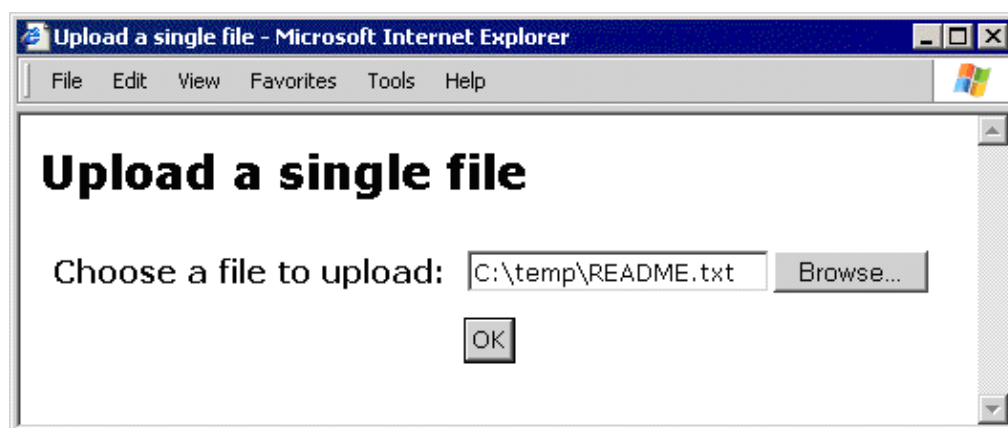 Upload a single file - Microsoft Internet Explorer
File Edit View Favorites Tools Help
Upload a single file
Choose a file to upload: C:\temp\README.txt Browse...
OK